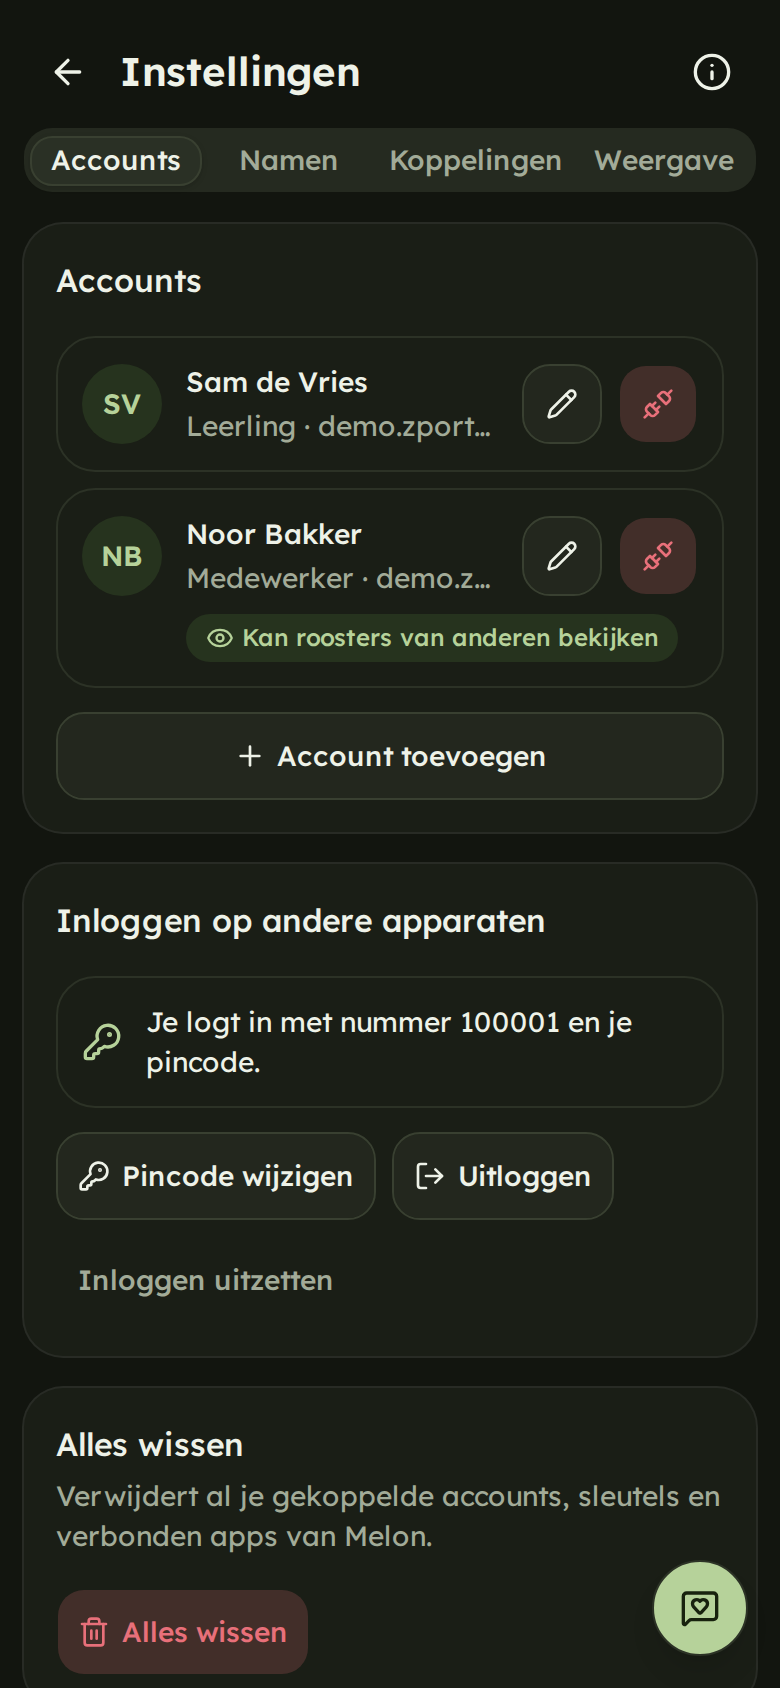 Instellingen
Accounts
Namen
Koppelingen
Weergave
Accounts
SV
Sam de Vries
Leerling · demo.zport...
NB
Noor Bakker
Medewerker · demo.z...
Kan roosters van anderen bekijken
Account toevoegen
Inloggen op andere apparaten
Je logt in met nummer 100001 en je
pincode.
Pincode wijzigen
Uitloggen
Inloggen uitzetten
Alles wissen
Verwijdert al je gekoppelde accounts, sleutels en
verbonden apps van Melon.
Alles wissen